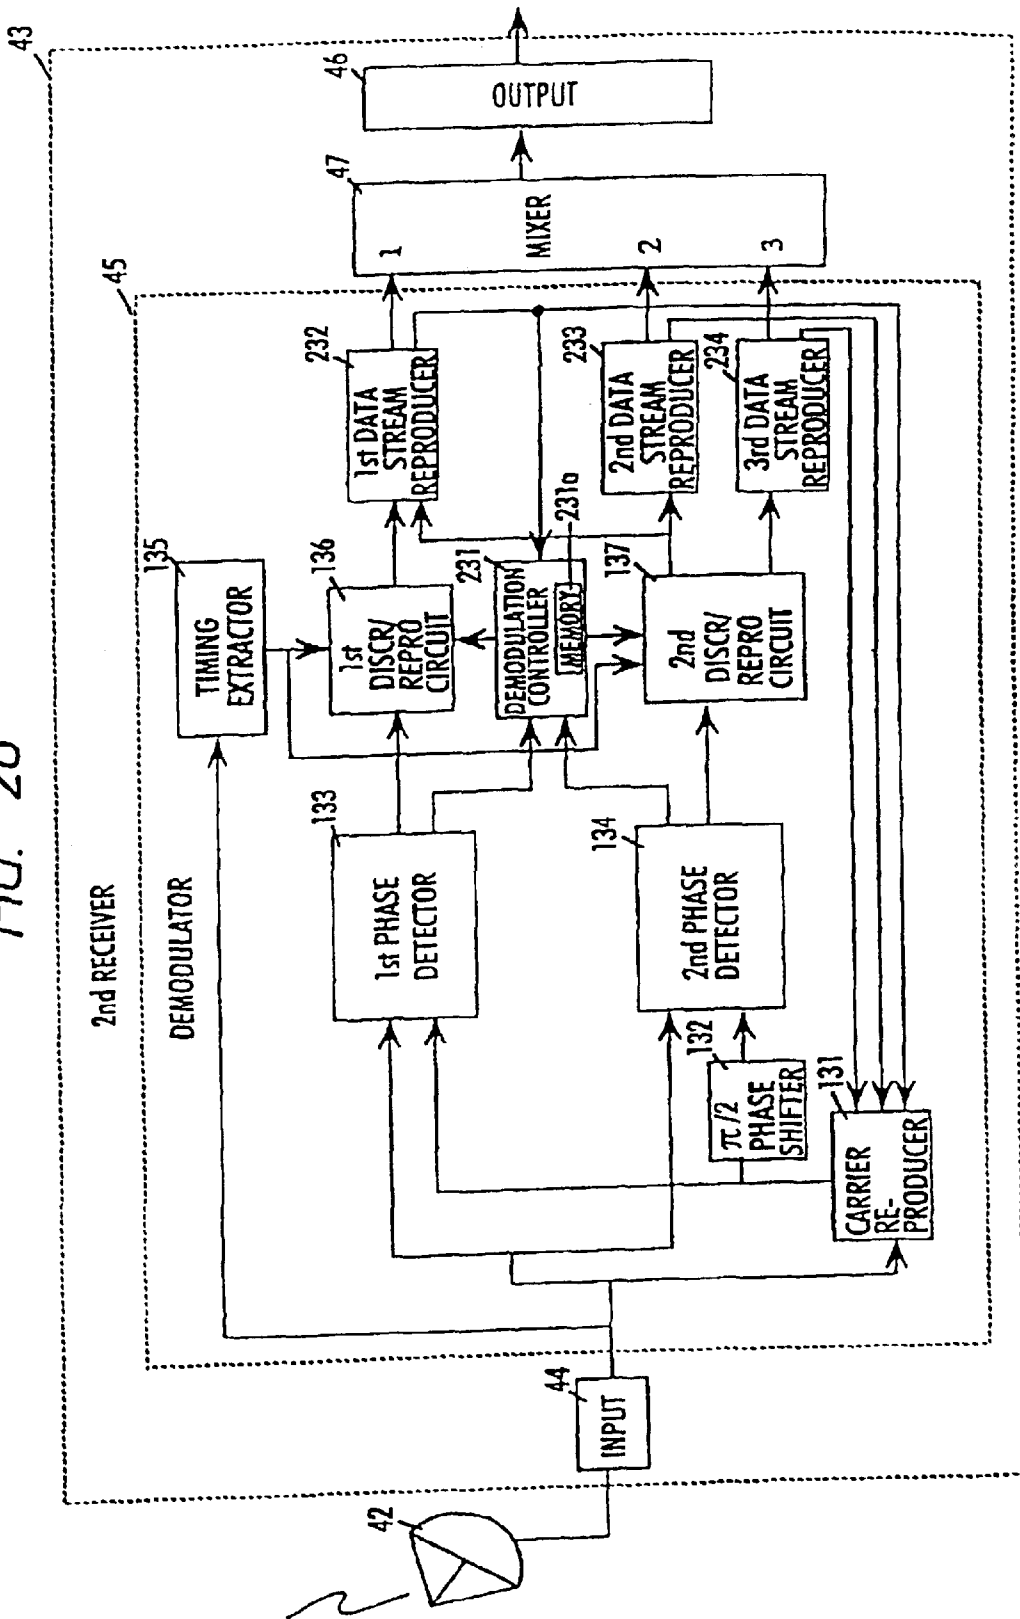 2nd RECEIVER
43
DEMODULATOR
45
42
INPUT
44
TIMING
EXTRACTOR
135
1st PHASE
DETECTOR
133
1st
DISCR/
REPRO
CIRCUIT
136
1st DATA
STREAM
REPRODUCER
232
DEMODULATION
CONTROLLER
MEMORY
231
231a
2nd PHASE
DETECTOR
134
2nd
DISCR/
REPRO
CIRCUIT
137
2nd DATA
STREAM
REPRODUCER
233
3rd DATA
STREAM
REPRODUCER
234
π/2
PHASE
SHIFTER
132
CARRIER
RE-
PRODUCER
131
MIXER
1
2
3
47
OUTPUT
46